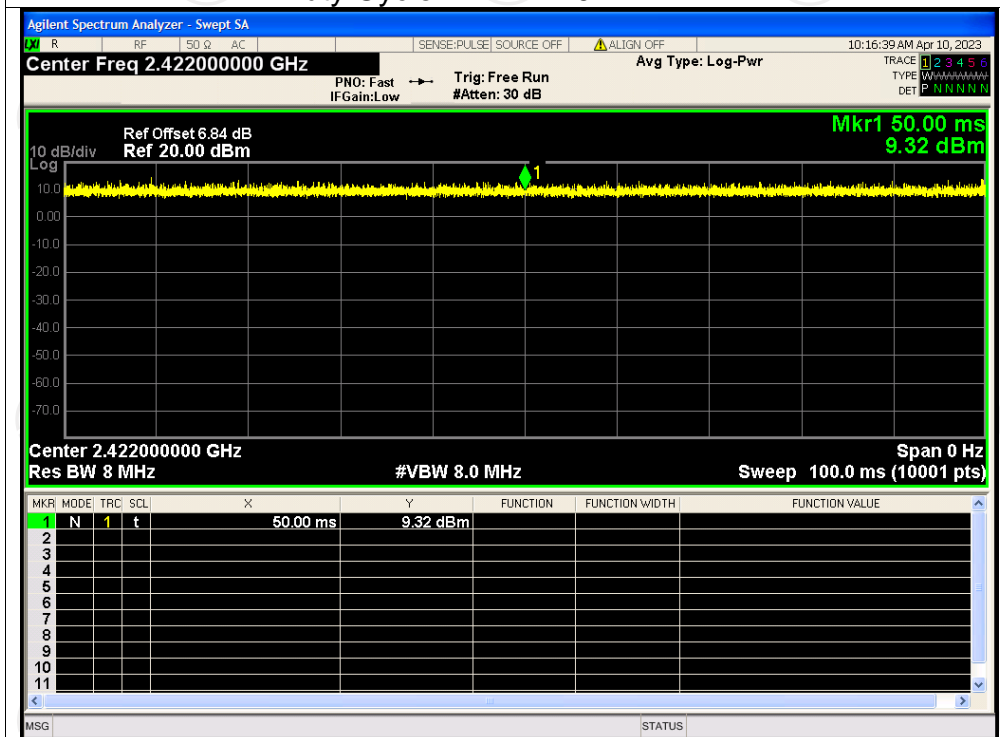 Agilent Spectrum Analyzer - Swept SA
LXI R RF 50 Ω AC SENSE:PULSE SOURCE OFF ALIGN OFF 10:16:39 AM Apr 10, 2023
Center Freq 2.422000000 GHz
PNO: Fast
IFGain:Low
Trig: Free Run
#Atten: 30 dB
Avg Type: Log-Pwr
TRACE 1 2 3 4 5 6
TYPE WWWWWW
DET P N N N N N
Ref Offset 6.84 dB
10 dB/div Ref 20.00 dBm
Log
Mkr1 50.00 ms
9.32 dBm
1
10.0
0.00
-10.0
-20.0
-30.0
-40.0
-50.0
-60.0
-70.0
Center 2.422000000 GHz Span 0 Hz
Res BW 8 MHz #VBW 8.0 MHz Sweep 100.0 ms (10001 pts)
MKR MODE TRC SCL X Y FUNCTION FUNCTION WIDTH FUNCTION VALUE
1 N 1 t 50.00 ms 9.32 dBm
2
3
4
5
6
7
8
9
10
11
MSG STATUS